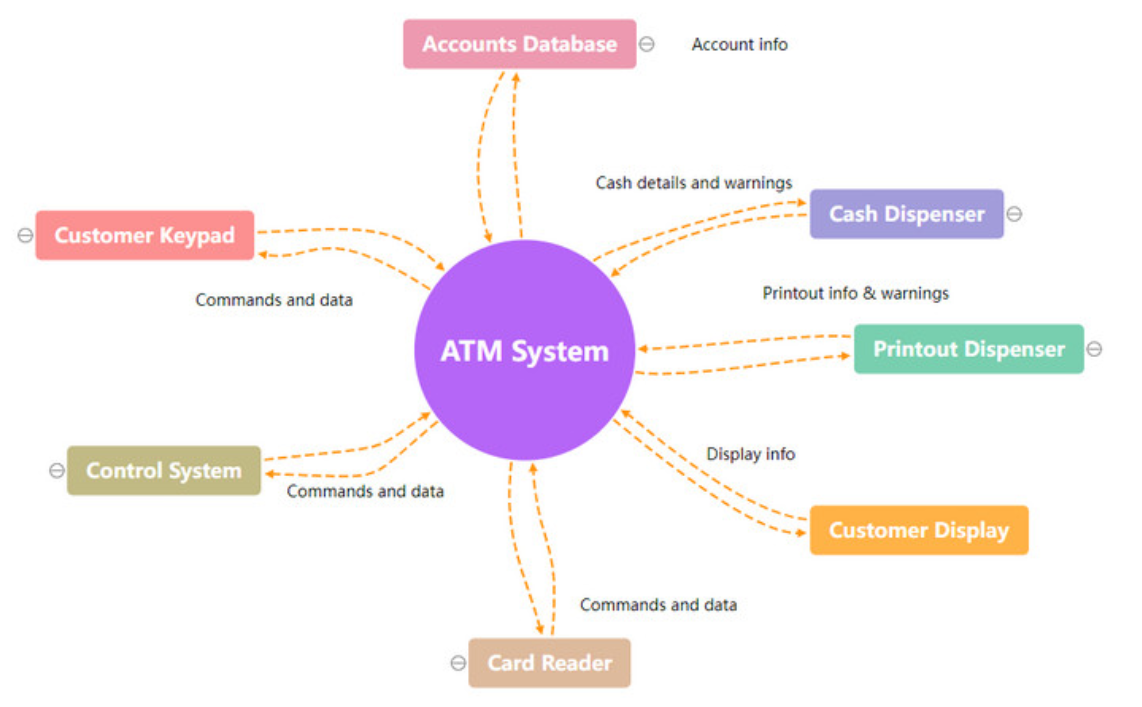 Accounts Database
Account info
Cash details and warnings
Cash Dispenser
Customer Keypad
Commands and data
Printout info & warnings
ATM System
Printout Dispenser
Control System
Commands and data
Display info
Customer Display
Commands and data
Card Reader